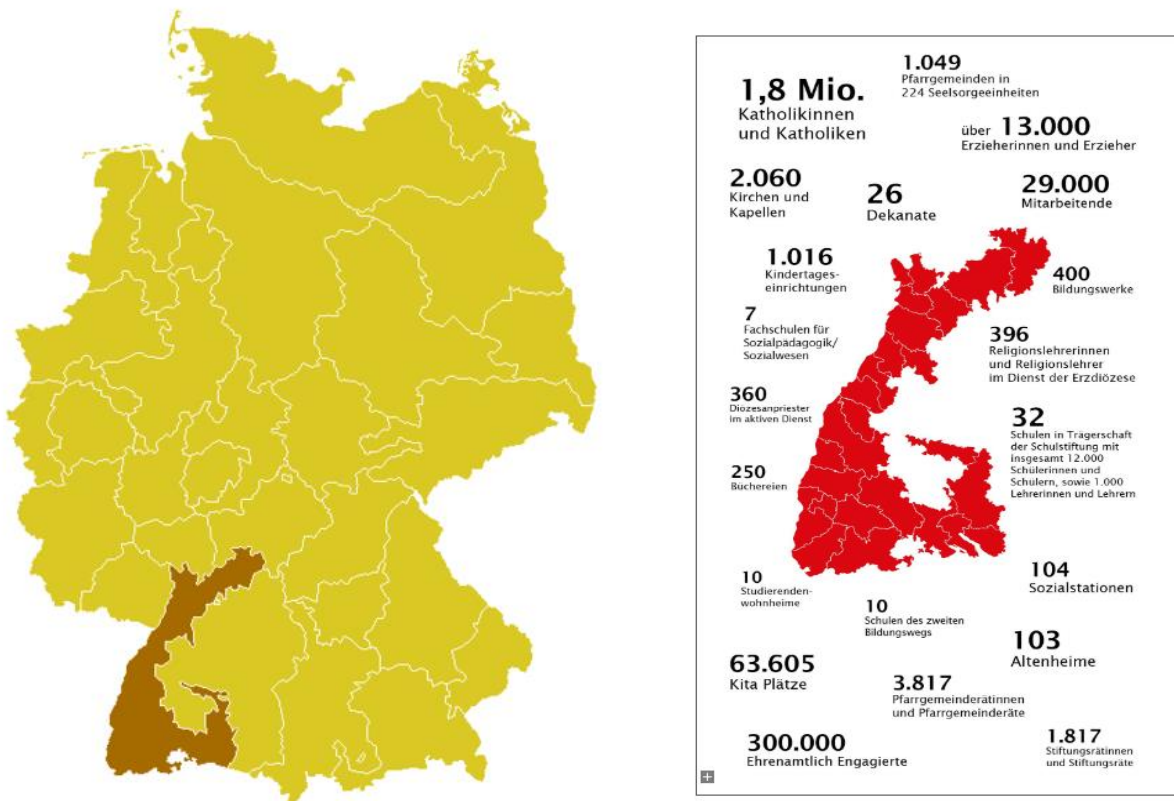 1.049
Pfarrgemeinden in
224 Seelsorgeeinheiten
1,8 Mio.
Katholikinnen
und Katholiken
über 13.000
Erzieherinnen und Erzieher
2.060
Kirchen und
Kapellen
26
Dekanate
29.000
Mitarbeitende
1.016
Kindertages-
einrichtungen
400
Bildungswerke
7
Fachschulen für
Sozialpädagogik/
Sozialwesen
396
Religionslehrerinnen
und Religionslehrer
im Dienst der Erzdiözese
360
Diözesanpriester
im aktiven Dienst
32
Schulen in Trägerschaft
der Schulstiftung mit
insgesamt 12.000
Schülerinnen und
Schülern, sowie 1.000
Lehrerinnen und Lehrern
250
Büchereien
10
Studierenden-
wohnheime
104
Sozialstationen
10
Schulen des zweiten
Bildungswegs
103
Altenheime
63.605
Kita Plätze
3.817
Pfarrgemeinderätinnen
und Pfarrgemeinderäte
300.000
Ehrenamtlich Engagierte
1.817
Stiftungsrätinnen
und Stiftungsräte